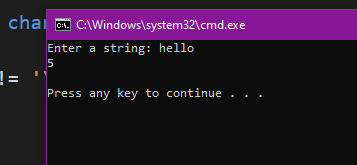 char
C:\Windows\system32\cmd.exe
Enter a string: hello
!= '\
5
Press any key to continue . . .